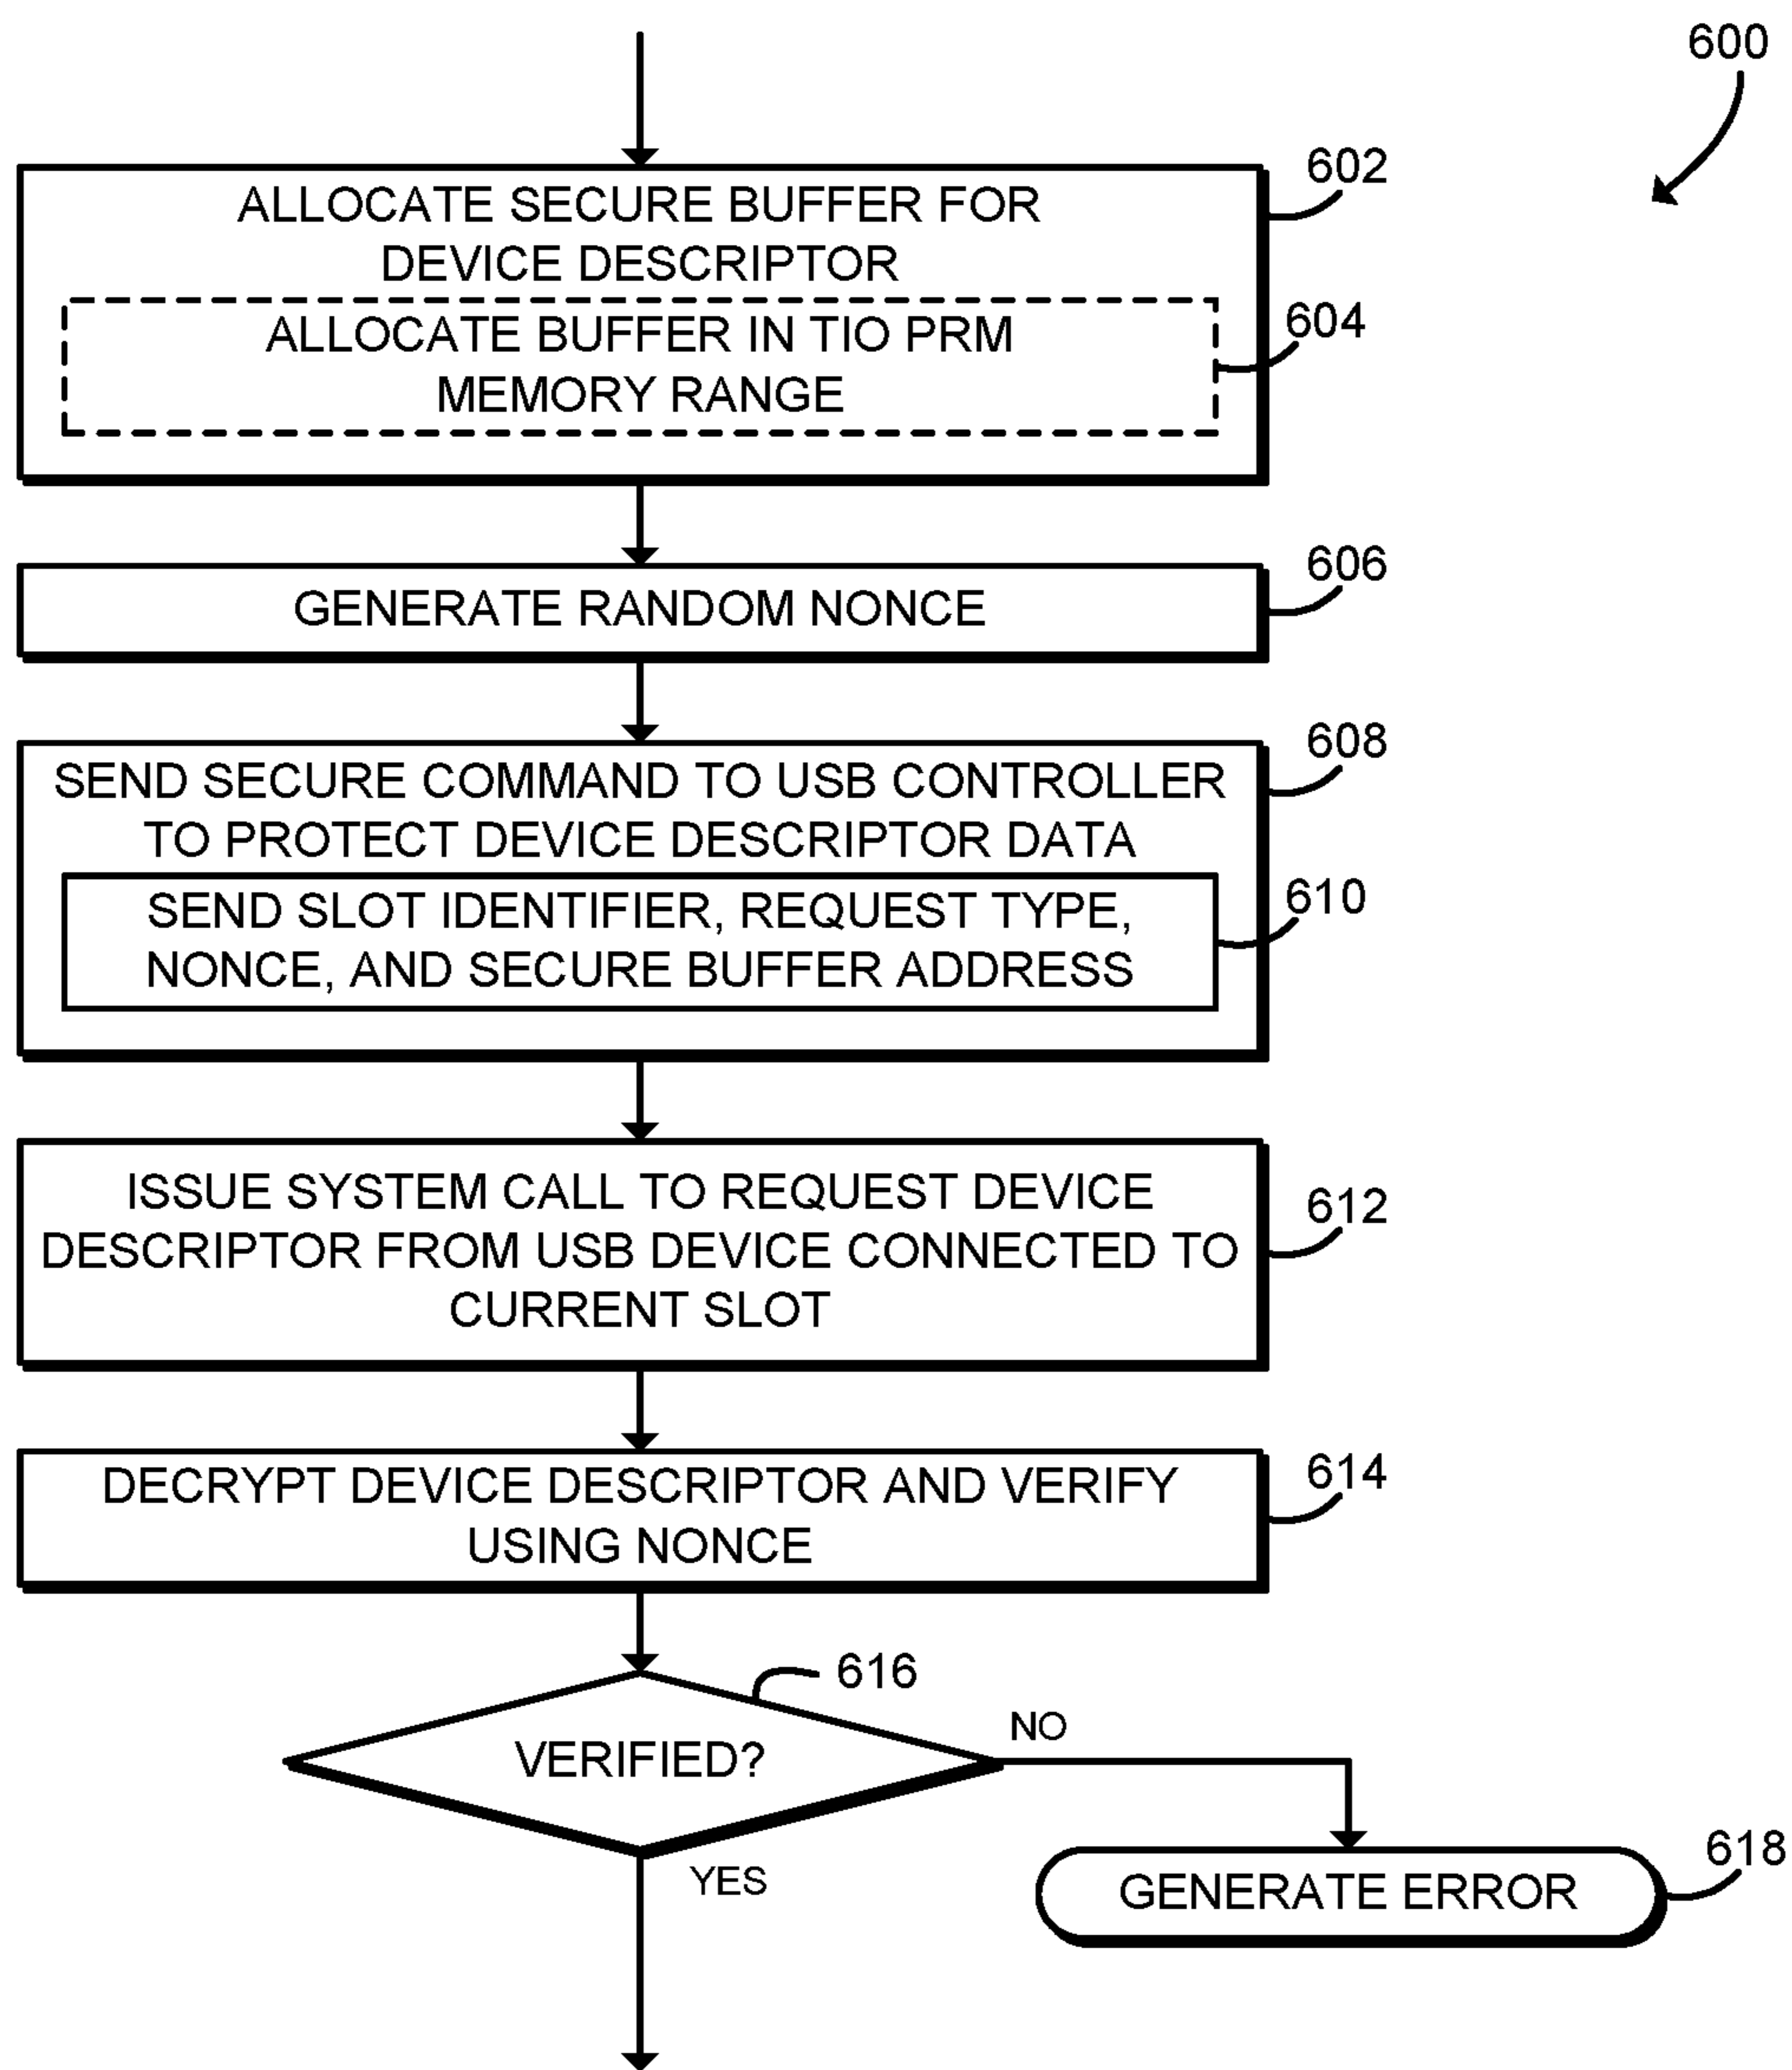 600
602
ALLOCATE SECURE BUFFER FOR
DEVICE DESCRIPTOR
604
ALLOCATE BUFFER IN TIO PRM
MEMORY RANGE
606
GENERATE RANDOM NONCE
608
SEND SECURE COMMAND TO USB CONTROLLER
TO PROTECT DEVICE DESCRIPTOR DATA
610
SEND SLOT IDENTIFIER, REQUEST TYPE,
NONCE, AND SECURE BUFFER ADDRESS
ISSUE SYSTEM CALL TO REQUEST DEVICE
612
DESCRIPTOR FROM USB DEVICE CONNECTED TO
CURRENT SLOT
614
DECRYPT DEVICE DESCRIPTOR AND VERIFY
USING NONCE
616
NO
VERIFIED?
618
YES
GENERATE ERROR